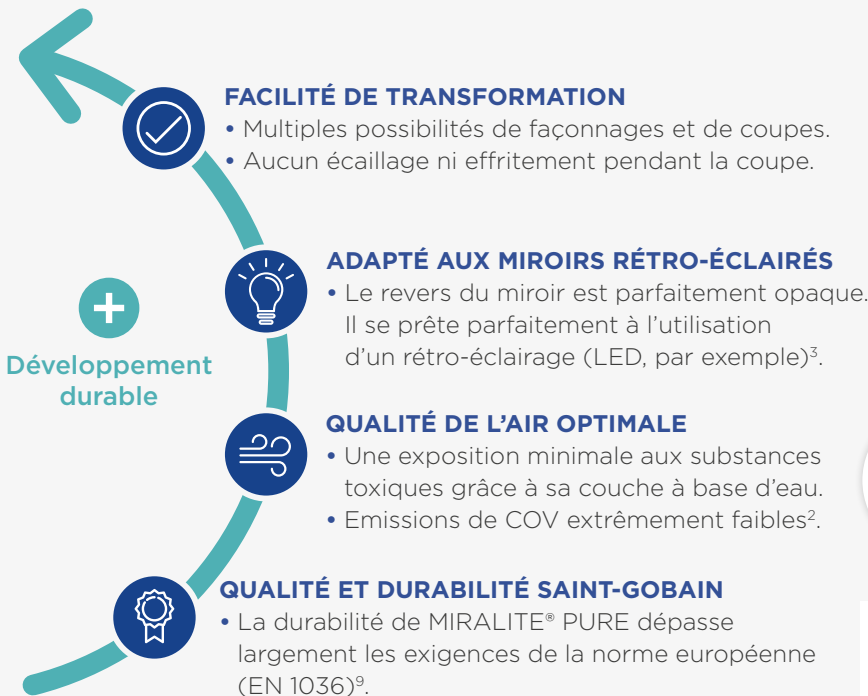 FACILITÉ DE TRANSFORMATION
• Multiples possibilités de façonnages et de coupes.
• Aucun écaillage ni effritement pendant la coupe.
ADAPTÉ AUX MIROIRS RÉTRO-ÉCLAIRÉS
• Le revers du miroir est parfaitement opaque.
Il se prête parfaitement à l’utilisation
d’un rétro-éclairage (LED, par exemple)³.
+
Développement
durable
QUALITÉ DE L’AIR OPTIMALE
• Une exposition minimale aux substances
toxiques grâce à sa couche à base d’eau.
• Emissions de COV extrêmement faibles².
QUALITÉ ET DURABILITÉ SAINT-GOBAIN
• La durabilité de MIRALITE® PURE dépasse
largement les exigences de la norme européenne
(EN 1036)⁹.